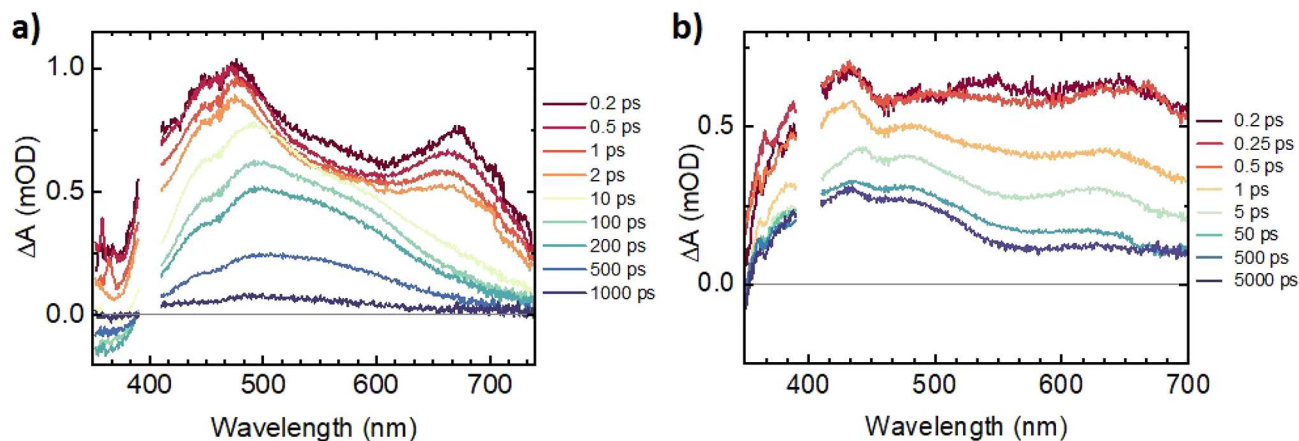 a)
ΔA (mOD)
1.0
0.5
0.0
400 500 600 700
Wavelength (nm)
0.2 ps
0.5 ps
1 ps
2 ps
10 ps
100 ps
200 ps
500 ps
1000 ps
b)
ΔA (mOD)
0.5
0.0
400 500 600 700
Wavelength (nm)
0.2 ps
0.25 ps
0.5 ps
1 ps
5 ps
50 ps
500 ps
5000 ps